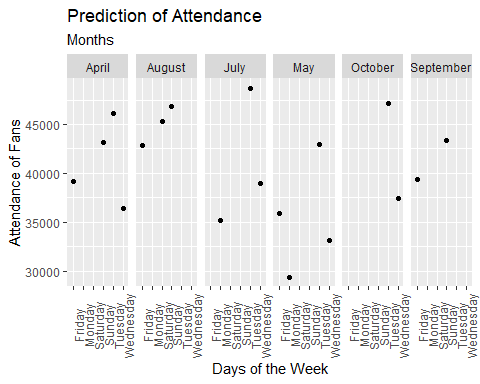 Prediction of Attendance
Months
April August July May October September
Attendance of Fans
45000
40000
35000
30000
Friday Monday Saturday Sunday Tuesday Wednesday Friday Monday Saturday Sunday Tuesday Wednesday Friday Monday Saturday Sunday Tuesday Wednesday Friday Monday Saturday Sunday Tuesday Wednesday Friday Monday Saturday Sunday Tuesday Wednesday Friday Monday Saturday Sunday Tuesday Wednesday
Days of the Week